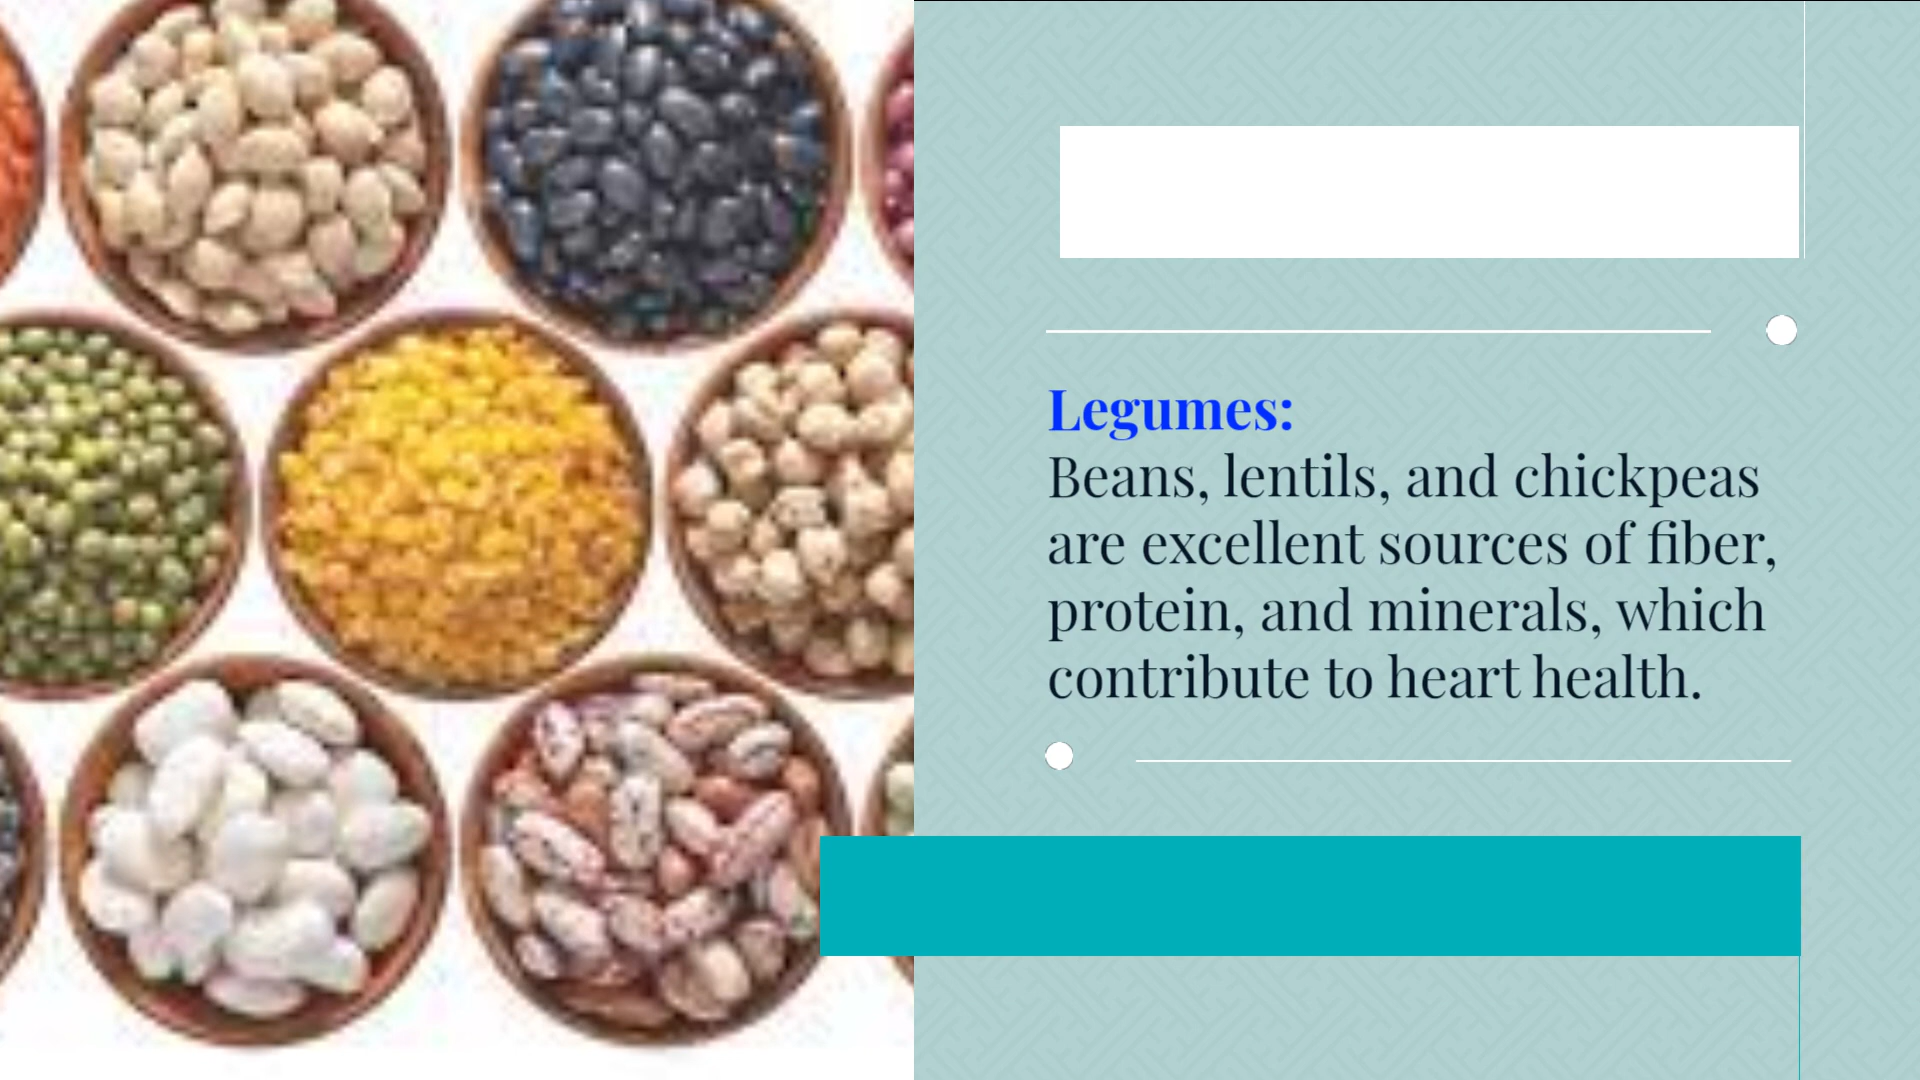 Legumes:
Beans, lentils, and chickpeas
are excellent sources of fiber,
protein, and minerals, which
contribute to heart health.